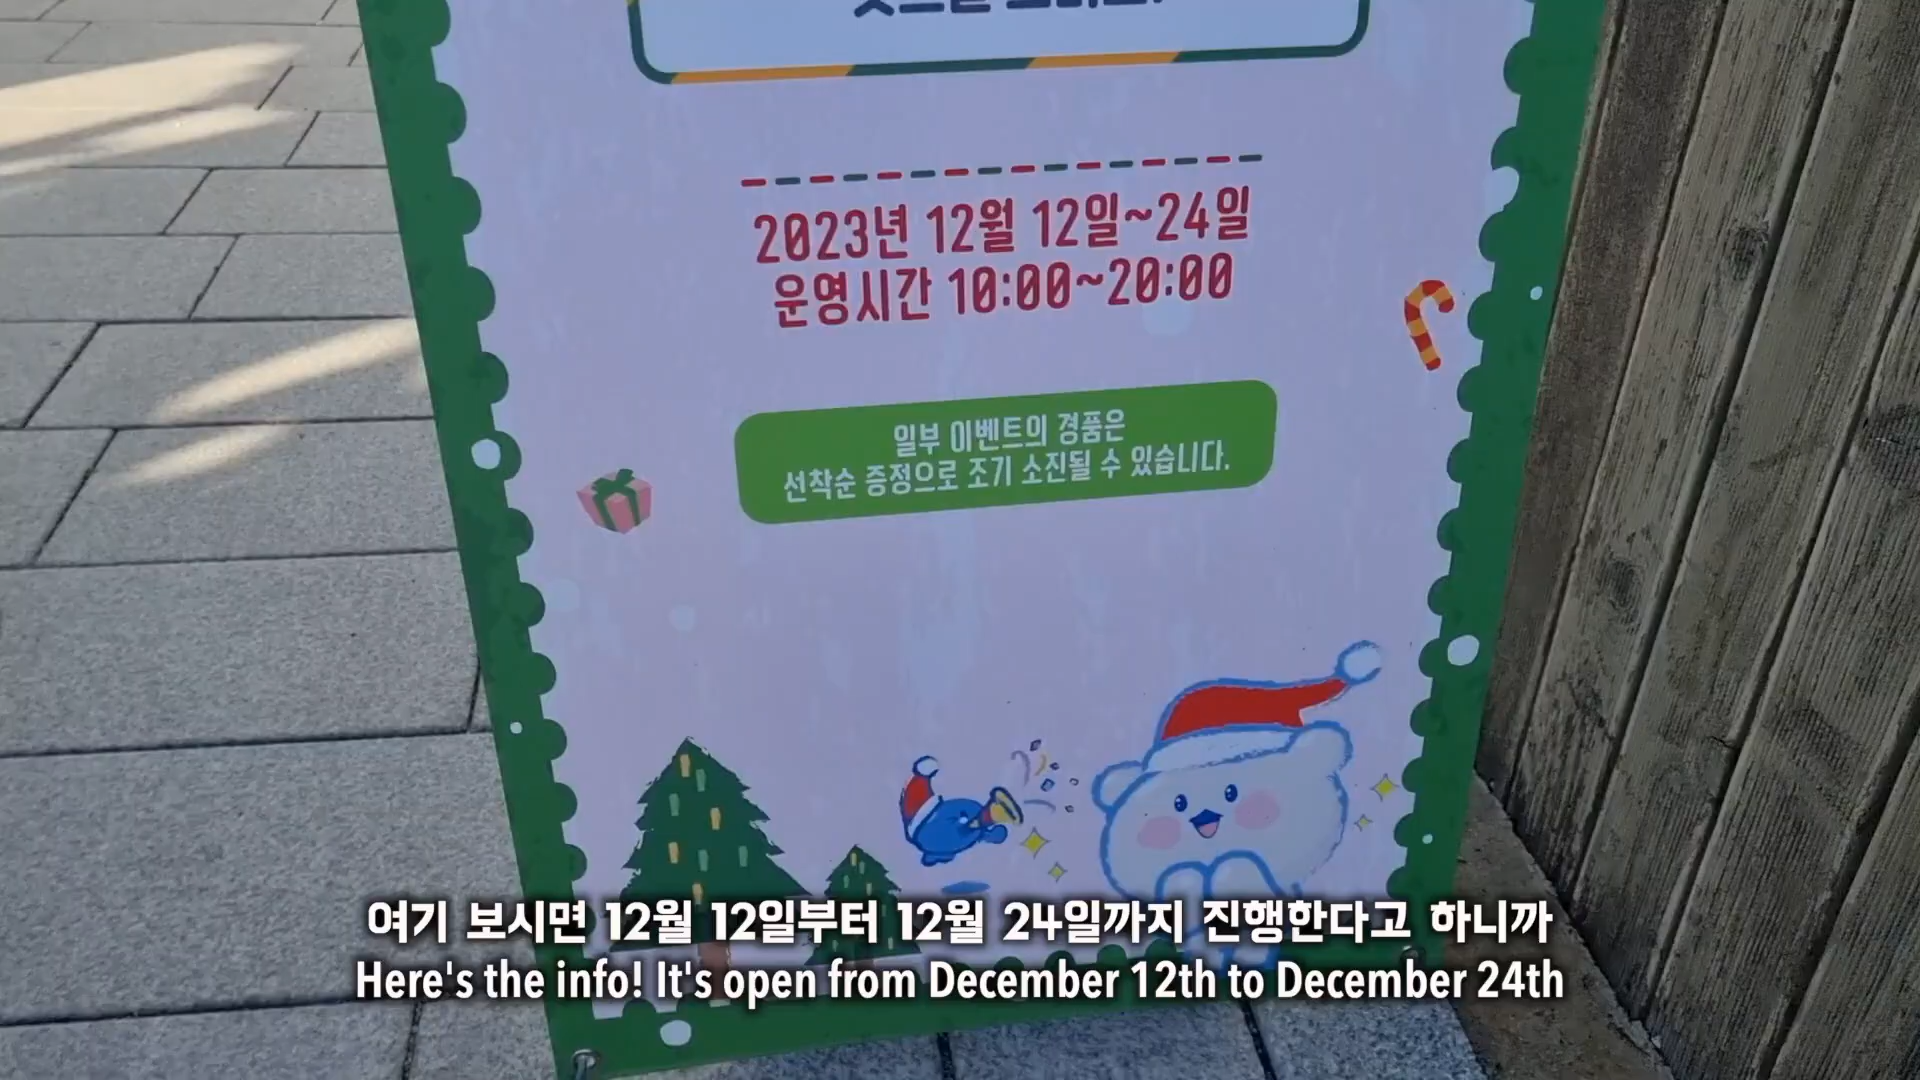 2023년 12월 12일~24일
운영시간 10:00~20:00
일부 이벤트의 경품은
선착순 증정으로 조기 소진될 수 있습니다.
여기 보시면 12월 12일부터 12월 24일까지 진행한다고 하니까
Here's the info! It's open from December 12th to December 24th